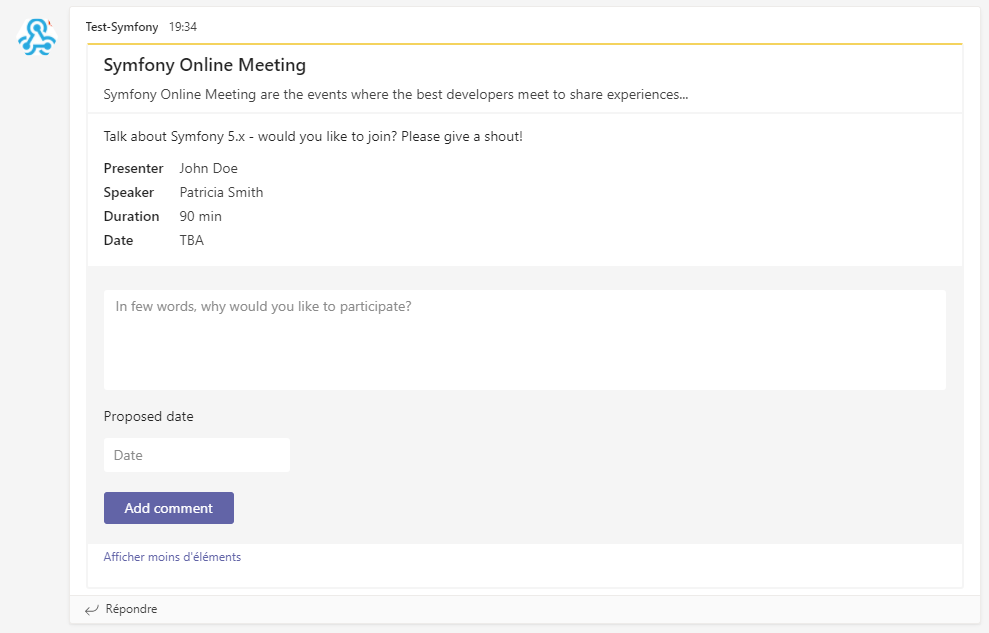 Test-Symfony 19:34
Symfony Online Meeting
Symfony Online Meeting are the events where the best developers meet to share experiences...
Talk about Symfony 5.x - would you like to join? Please give a shout!
Presenter John Doe
Speaker Patricia Smith
Duration 90 min
Date TBA
In few words, why would you like to participate?
Proposed date
Date
Add comment
Afficher moins d'éléments
Répondre